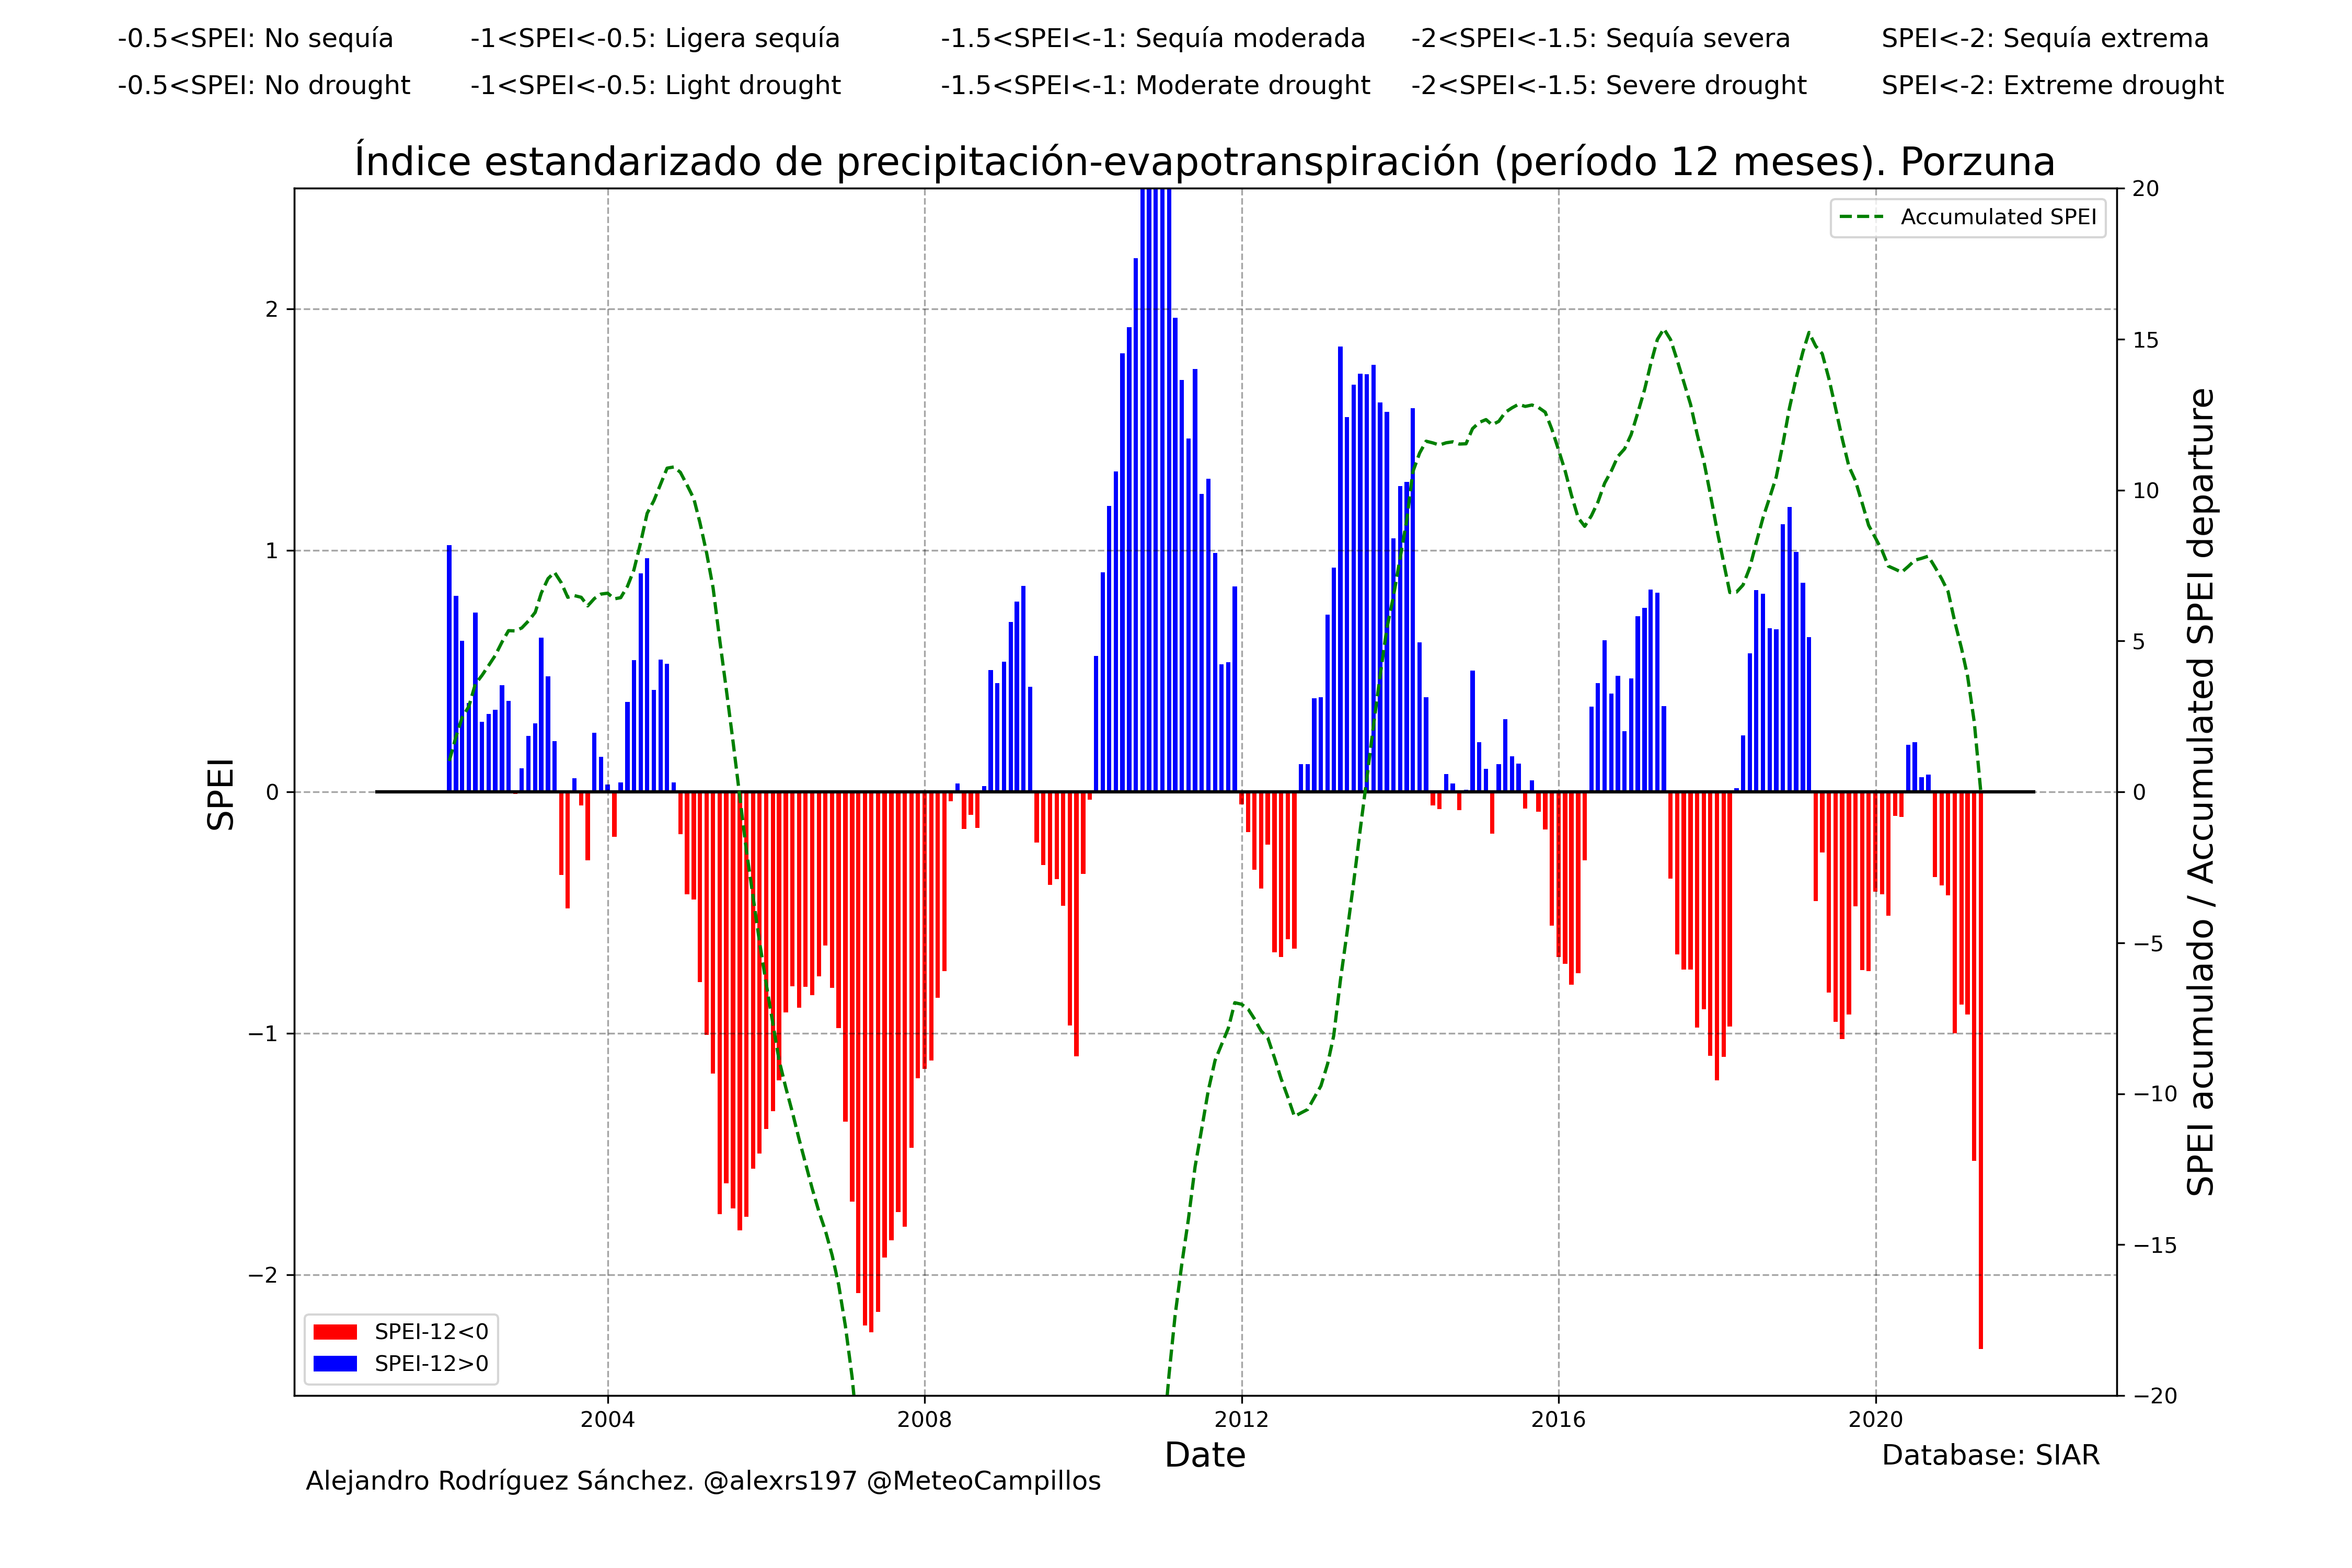 -0.5<SPEI: No sequía -1<SPEI<-0.5: Ligera sequía -1.5<SPEI<-1: Sequía moderada -2<SPEI<-1.5: Sequía severa SPEI<-2: Sequía extrema
-0.5<SPEI: No drought -1<SPEI<-0.5: Light drought -1.5<SPEI<-1: Moderate drought -2<SPEI<-1.5: Severe drought SPEI<-2: Extreme drought
Índice estandarizado de precipitación-evapotranspiración (período 12 meses). Porzuna
Accumulated SPEI
SPEI
2
1
0
−1
−2
20
15
10
5
0
−5
−10
−15
−20
SPEI acumulado / Accumulated SPEI departure
SPEI-12<0
SPEI-12>0
2004 2008 2012 2016 2020
Date
Database: SIAR
Alejandro Rodríguez Sánchez. @alexrs197 @MeteoCampillos